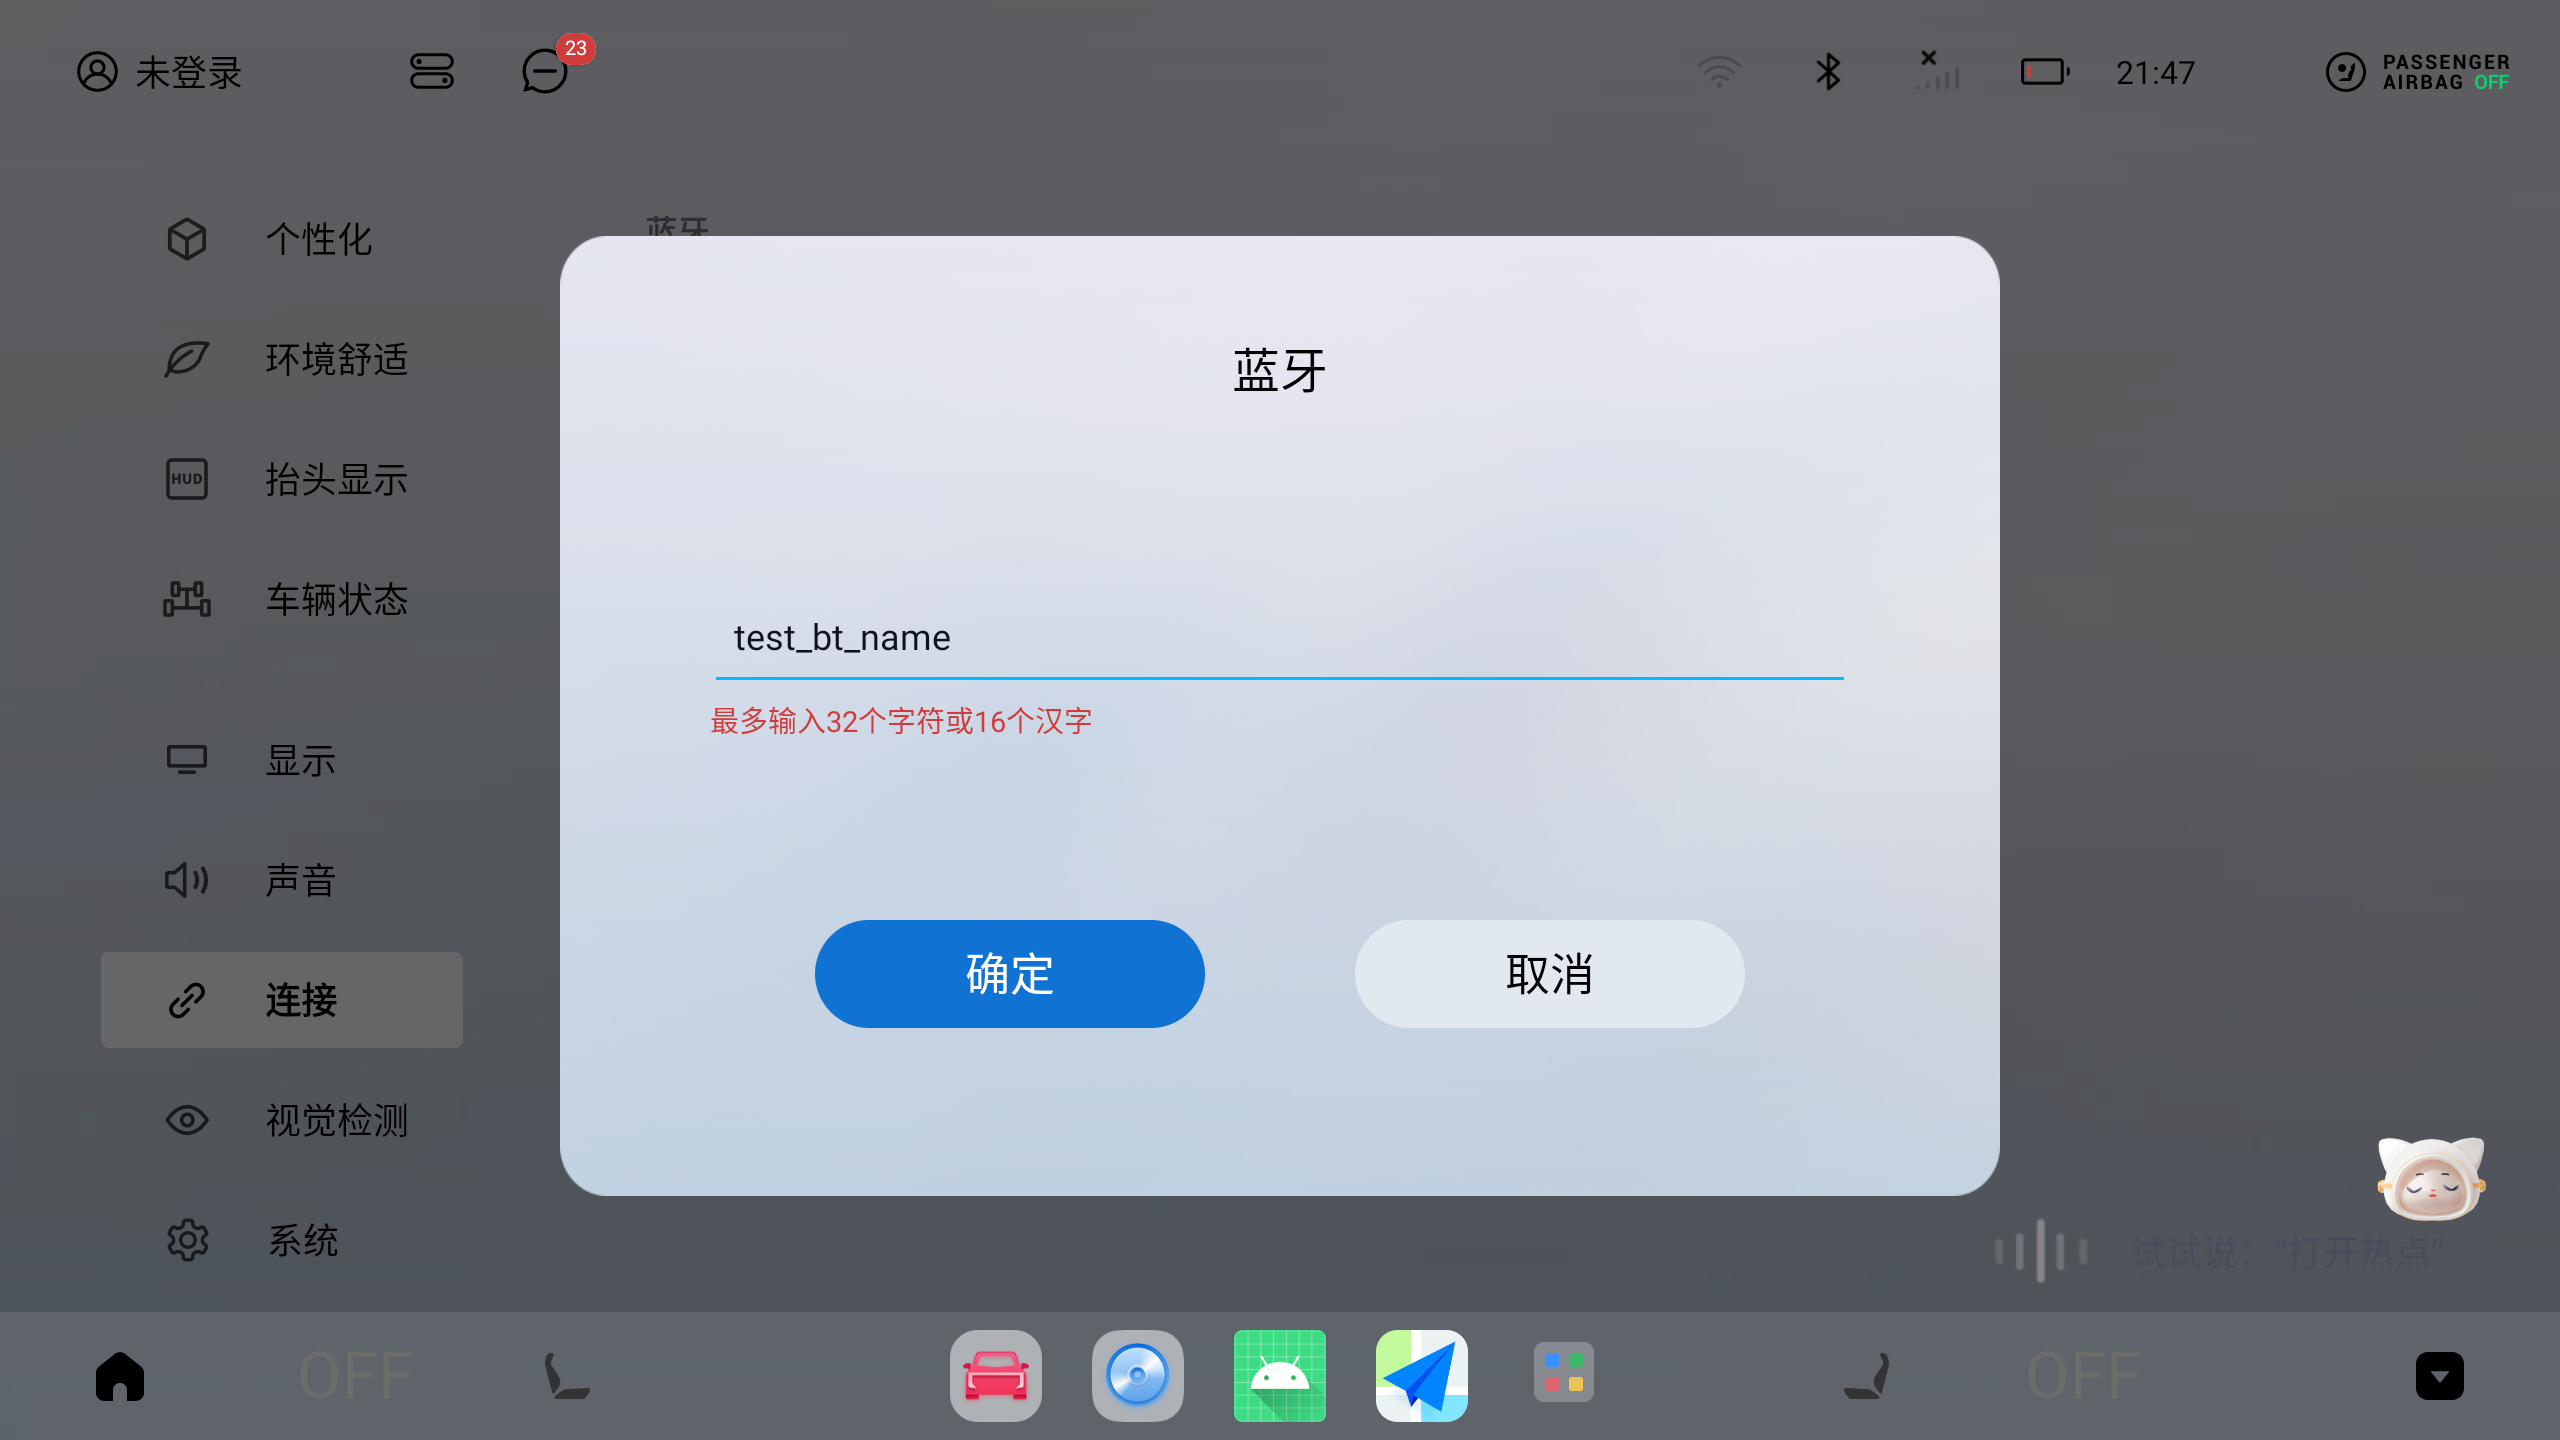 未登录
23
21:47
PASSENGER
AIRBAG OFF
个性化
环境舒适
HUD
抬头显示
车辆状态
显示
声音
连接
视觉检测
系统
蓝牙
蓝牙
test_bt_name
最多输入32个字符或16个汉字
确定
取消
试试说：“打开热点”
OFF
OFF